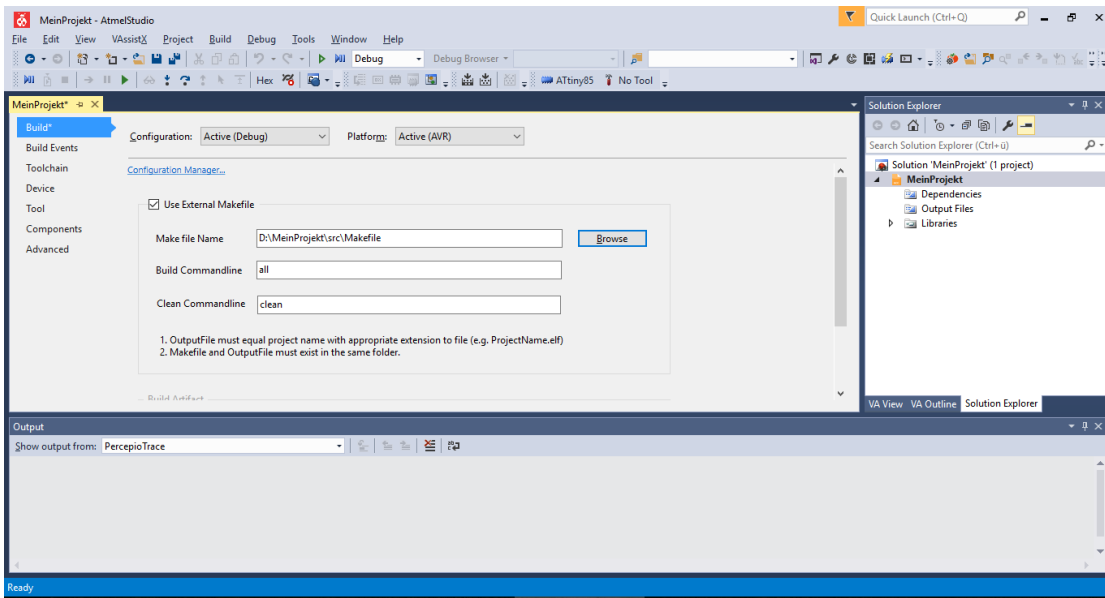 MeinProjekt - AtmelStudio
Quick Launch (Ctrl+Q)
File Edit View VAssistX Project Build Debug Tools Window Help
Debug Debug Browser
Hex ATtiny85 No Tool
MeinProjekt*
Build*
Build Events
Toolchain
Device
Tool
Components
Advanced
Configuration: Active (Debug) Platform: Active (AVR)
Configuration Manager...
Use External Makefile
Make file Name D:\MeinProjekt\src\Makefile Browse
Build Commandline all
Clean Commandline clean
1. OutputFile must equal project name with appropriate extension to file (e.g. ProjectName.elf)
2. Makefile and OutputFile must exist in the same folder.
Build Artifact
Solution Explorer
Search Solution Explorer (Ctrl+ü)
Solution 'MeinProjekt' (1 project)
MeinProjekt
Dependencies
Output Files
Libraries
VA View VA Outline Solution Explorer
Output
Show output from: PercepioTrace
Ready